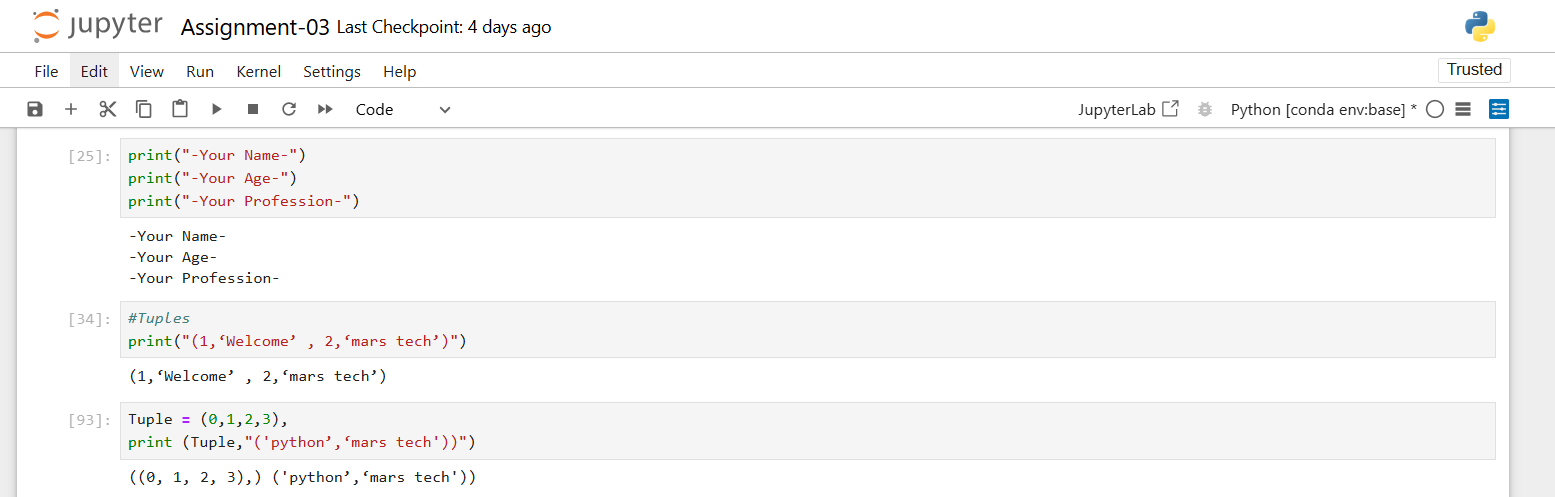 jupyter Assignment-03 Last Checkpoint: 4 days ago
File Edit View Run Kernel Settings Help Trusted
Code JupyterLab Python [conda env:base] *
[25]: print("-Your Name-")
print("-Your Age-")
print("-Your Profession-")
-Your Name-
-Your Age-
-Your Profession-
[34]: #Tuples
print("(1,‘Welcome’ , 2,‘mars tech’)")
(1,‘Welcome’ , 2,‘mars tech’)
[93]: Tuple = (0,1,2,3),
print (Tuple,"('python’,‘mars tech'))")
((0, 1, 2, 3),) ('python’,‘mars tech'))